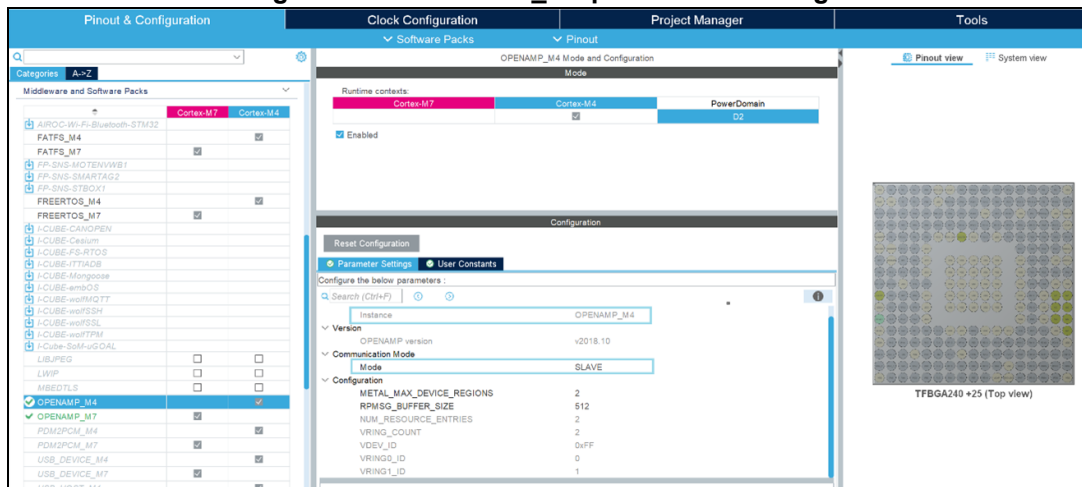 Pinout & Configuration
Clock Configuration
Project Manager
Tools
Software Packs
Pinout
Categories
A->Z
Middleware and Software Packs
Cortex-M7
Cortex-M4
AIROC-Wi-Fi-Bluetooth-STM32
FATFS_M4
FATFS_M7
FP-SNS-MOTENVWB1
FP-SNS-SMARTAG2
FP-SNS-STBOX1
FREERTOS_M4
FREERTOS_M7
I-CUBE-CANOPEN
I-CUBE-Cesium
I-CUBE-FS-RTOS
I-CUBE-ITTIADB
I-CUBE-Mongoose
I-CUBE-embOS
I-CUBE-wolfMQTT
I-CUBE-wolfSSH
I-CUBE-wolfSSL
I-CUBE-wolfTPM
I-Cube-SoM-uGOAL
LIBJPEG
LWIP
MBEDTLS
OPENAMP_M4
OPENAMP_M7
PDM2PCM_M4
PDM2PCM_M7
USB_DEVICE_M4
USB_DEVICE_M7
OPENAMP_M4 Mode and Configuration
Mode
Runtime contexts:
Cortex-M7
Cortex-M4
PowerDomain
D2
Enabled
Configuration
Reset Configuration
Parameter Settings
User Constants
Configure the below parameters :
Search (Ctrl+F)
Instance OPENAMP_M4
Version
OPENAMP version v2018.10
Communication Mode
Mode SLAVE
Configuration
METAL_MAX_DEVICE_REGIONS 2
RPMSG_BUFFER_SIZE 512
NUM_RESOURCE_ENTRIES 2
VRING_COUNT 2
VDEV_ID 0xFF
VRING0_ID 0
VRING1_ID 1
Pinout view
System view
TFBGA240 +25 (Top view)